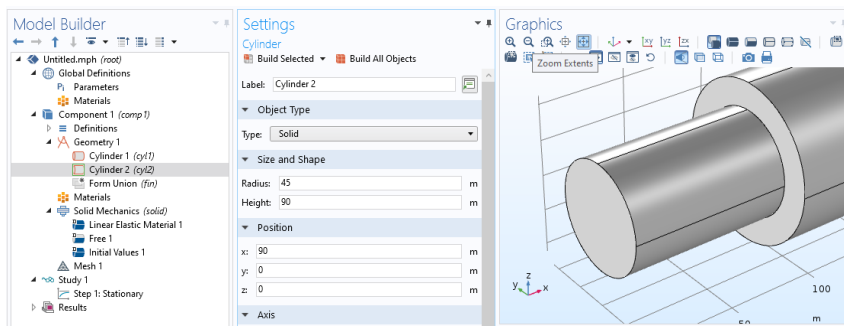 Model Builder
Untitled.mph (root)
Global Definitions
Pi Parameters
Materials
Component 1 (comp1)
Definitions
Geometry 1
Cylinder 1 (cyl1)
Cylinder 2 (cyl2)
Form Union (fin)
Materials
Solid Mechanics (solid)
Linear Elastic Material 1
Free 1
Initial Values 1
Mesh 1
Study 1
Step 1: Stationary
Results
Settings
Cylinder
Build Selected
Build All Objects
Label: Cylinder 2
Object Type
Type: Solid
Size and Shape
Radius: 45 m
Height: 90 m
Position
x: 90 m
y: 0 m
z: 0 m
Axis
Graphics
xy yz zx
Zoom Extents
z
y
x
100
50
m